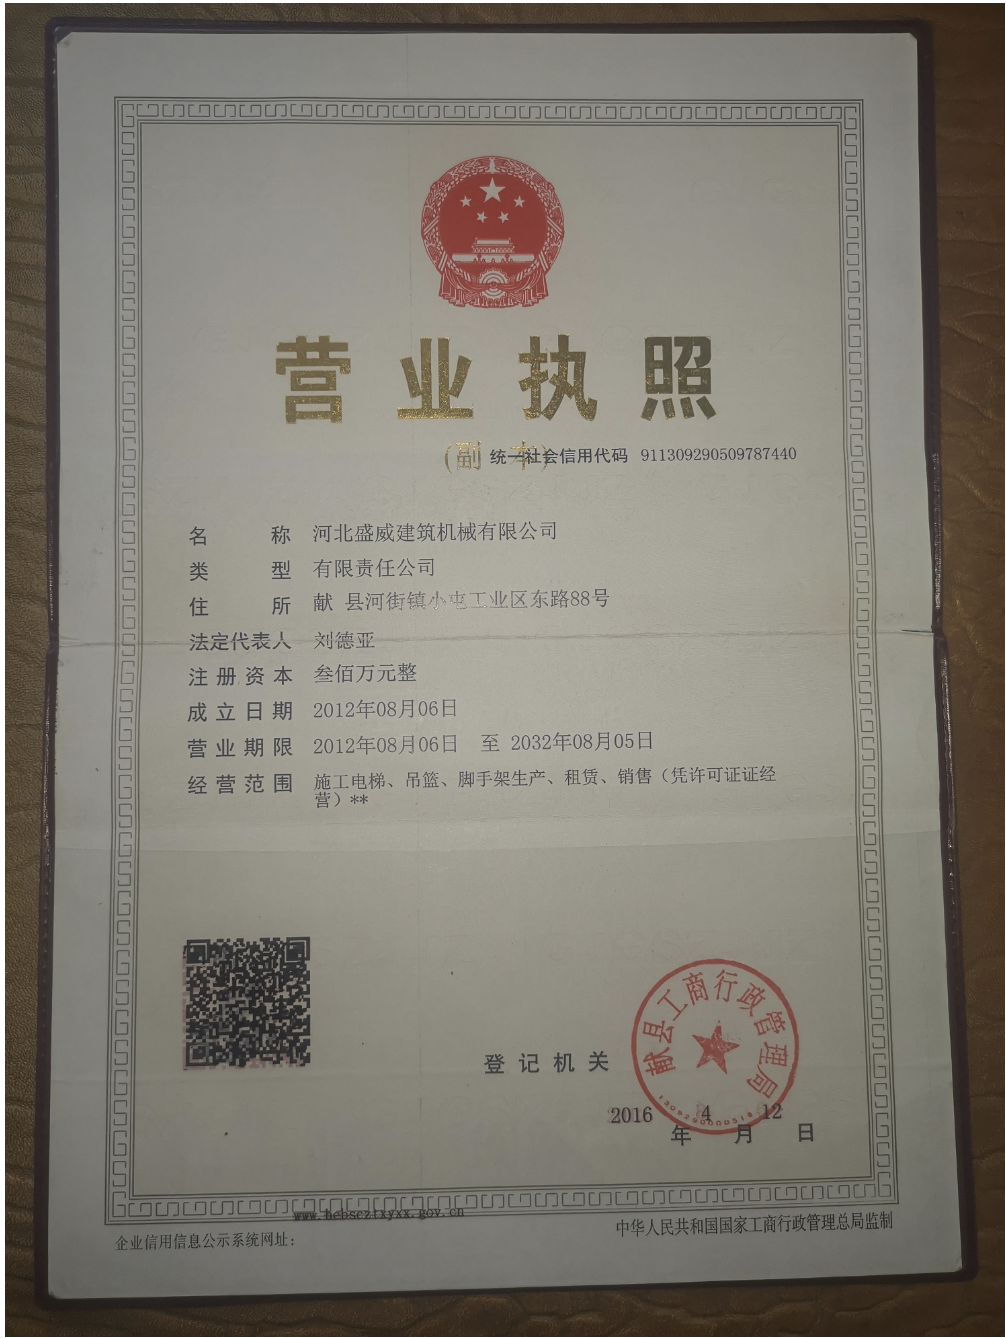 营业执照
(副 本) 统一社会信用代码 911309290509787440
名 称 河北盛威建筑机械有限公司
类 型 有限责任公司
住 所 献 县河街镇小屯工业区东路88号
法定代表人 刘德亚
注册资本 叁佰万元整
成立日期 2012年08月06日
营业期限 2012年08月06日 至 2032年08月05日
经营范围 施工电梯、吊篮、脚手架生产、租赁、销售（凭许可证证经
营）**
献县工商行政管理局
登记机关
1309290000518
2016 4 12
年 月 日
www.hebscztxyxx.gov.cn
企业信用信息公示系统网址：
中华人民共和国国家工商行政管理总局监制